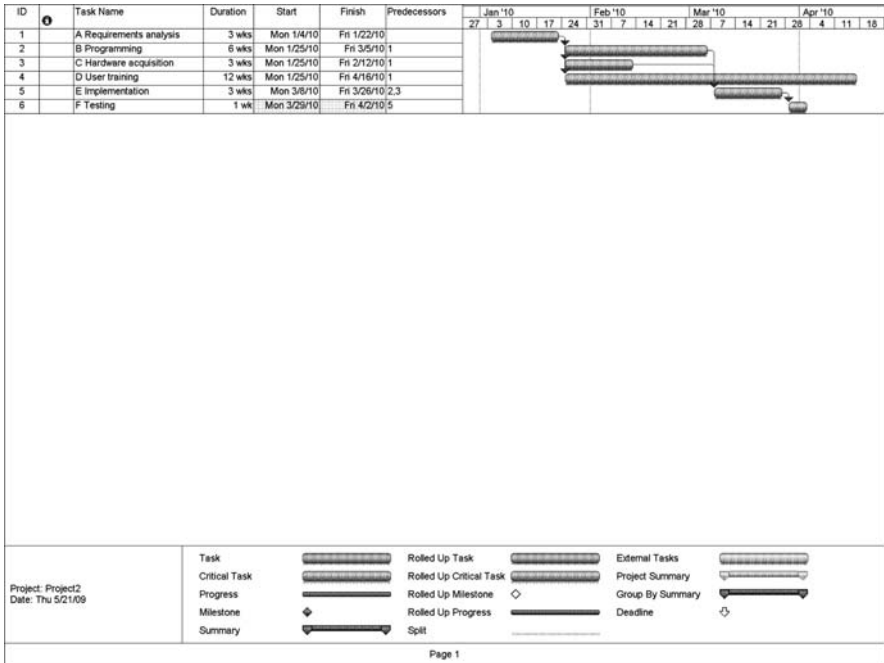 ID Task Name Duration Start Finish Predecessors Jan '10 Feb '10 Mar '10 Apr '10
27 3 10 17 24 31 7 14 21 28 7 14 21 28 4 11 18
1 A Requirements analysis 3 wks Mon 1/4/10 Fri 1/22/10
2 B Programming 6 wks Mon 1/25/10 Fri 3/5/10 1
3 C Hardware acquisition 3 wks Mon 1/25/10 Fri 2/12/10 1
4 D User training 12 wks Mon 1/25/10 Fri 4/16/10 1
5 E Implementation 3 wks Mon 3/8/10 Fri 3/26/10 2,3
6 F Testing 1 wk Mon 3/29/10 Fri 4/2/10 5
Project: Project2
Date: Thu 5/21/09
Task Rolled Up Task External Tasks
Critical Task Rolled Up Critical Task Project Summary
Progress Rolled Up Milestone Group By Summary
Milestone Rolled Up Progress Deadline
Summary Split
Page 1